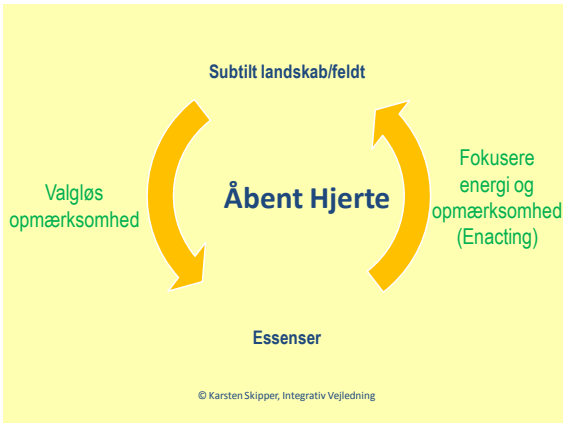 Subtilt landskab/feldt
Valgløs
opmærksomhed
Åbent Hjerte
Fokusere
energi og
opmærksomhed
(Enacting)
Essenser
© Karsten Skipper, Integrativ Vejledning